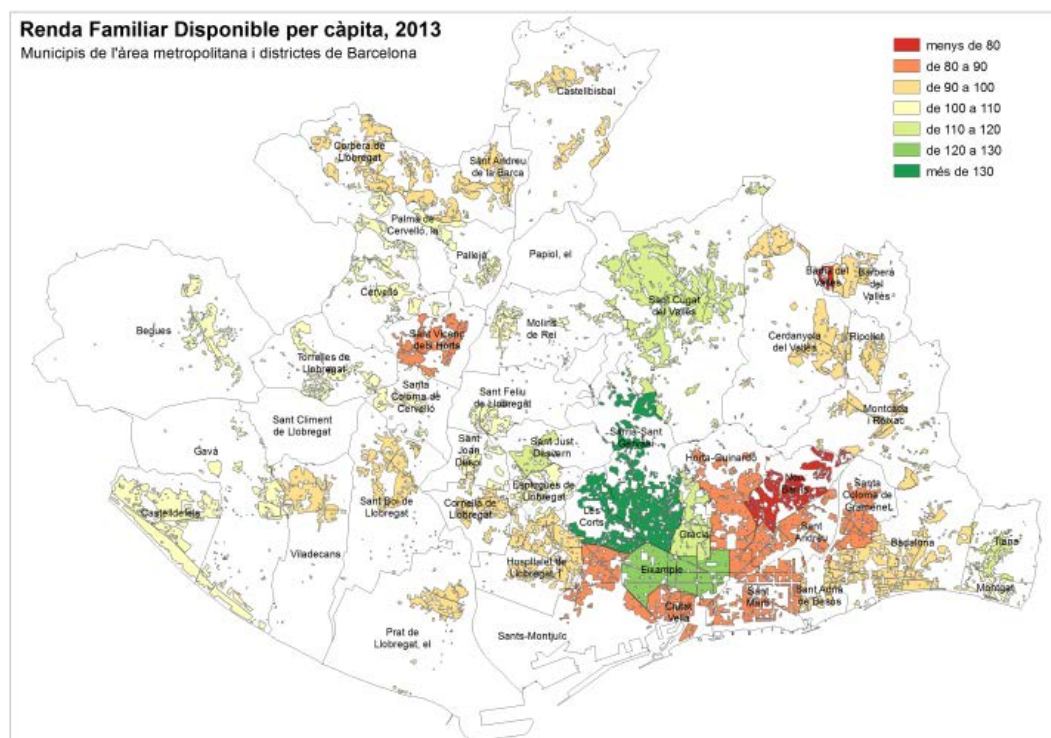 Renda Familiar Disponible per càpita, 2013
Municipis de l'àrea metropolitana i districtes de Barcelona
menys de 80
de 80 a 90
de 90 a 100
de 100 a 110
de 110 a 120
de 120 a 130
més de 130
Castellbisbal
Corbera de
Llobregat
Sant Andreu
de la Barca
Palma de
Cervelló, la
Pallejà
Papiol, el
Badia del
Vallès
Barberà
del
Vallès
Cervelló
Sant Cugat
del Vallès
Begues
Sant Vicenç
dels Horts
Molins
de Rei
Cerdanyola
del Vallès
Ripollet
Torrelles de
Llobregat
Santa
Coloma de
Cervelló
Sant Feliu
de Llobregat
Montcada
i Reixac
Sant Climent
de Llobregat
Sarrià-Sant
Gervasi
Gavà
Sant
Joan
Despí
Sant Just
Desvern
Horta-Guinardó
Esplugues de
Llobregat
Nou
Barris
Santa
Coloma de
Gramenet
Castelldefels
Sant Boi de
Llobregat
Cornellà de
Llobregat
Les
Corts
Sant
Andreu
Gràcia
Badalona
Tiana
Viladecans
Hospitalet de
Llobregat, l'
Eixample
Montgat
Sant
Martí
Sant Adrià
de Besòs
Ciutat
Vella
Prat de
Llobregat, el
Sants-Montjuïc